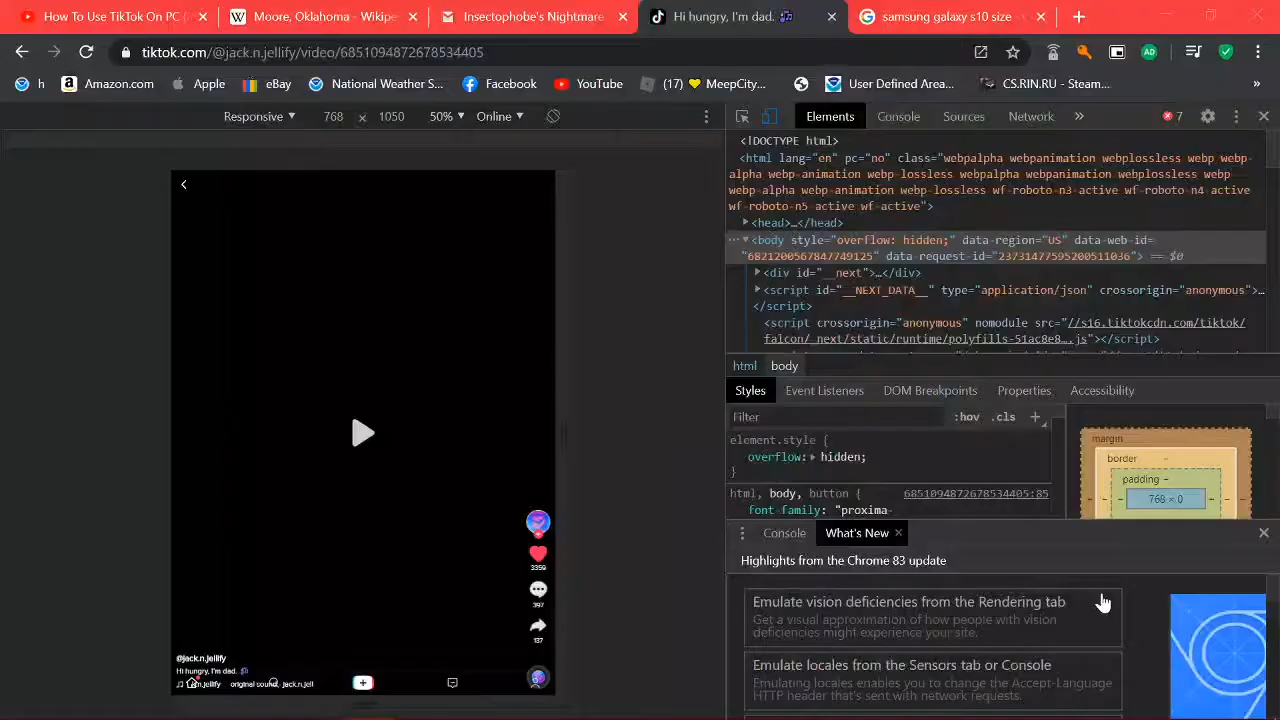 How To Use TikTok On PC (
Moore, Oklahoma - Wikipe
Insectophobe's Nightmare
Hi hungry, I'm dad.
samsung galaxy s10 size -
tiktok.com/@jack.n.jellify/video/6851094872678534405
h
Amazon.com
Apple
eBay
National Weather S...
Facebook
YouTube
(17) MeepCity...
User Defined Area...
CS.RIN.RU - Steam...
»
Responsive
768 × 1050
50%
Online
Elements
Console
Sources
Network
»
7
<!DOCTYPE html>
<html lang="en" pc="no" class="webpalpha webpanimation webplossless webp webp-
alpha webp-animation webp-lossless webpalpha webpanimation webplossless webp
webp-alpha webp-animation webp-lossless wf-roboto-n3-active wf-roboto-n4-active
wf-roboto-n5-active wf-active">
<head>…</head>
<body style="overflow: hidden;" data-region="US" data-web-id=
"6821200567847749125" data-request-id="23731477595200511036"> == $0
<div id="__next">…</div>
<script id="__NEXT_DATA__" type="application/json" crossorigin="anonymous">…
</script>
<script crossorigin="anonymous" nomodule src="//s16.tiktokcdn.com/tiktok/
falcon/_next/static/runtime/polyfills-51ac8e8….js"></script>
html
body
Styles
Event Listeners
DOM Breakpoints
Properties
Accessibility
Filter
:hov
.cls
+
element.style {
overflow: hidden;
}
html, body, button {
6851094872678534405:85
font-family: "proxima-
margin
border
-
padding
768 × 0
Console
What's New
Highlights from the Chrome 83 update
Emulate vision deficiencies from the Rendering tab
Get a visual approximation of how people with vision
deficiencies might experience your site.
Emulate locales from the Sensors tab or Console
Emulating locales enables you to change the Accept-Language
HTTP header that's sent with network requests.
3359
397
137
@jack.n.jellify
Hi hungry, I'm dad.
original sound - jack.n.jell